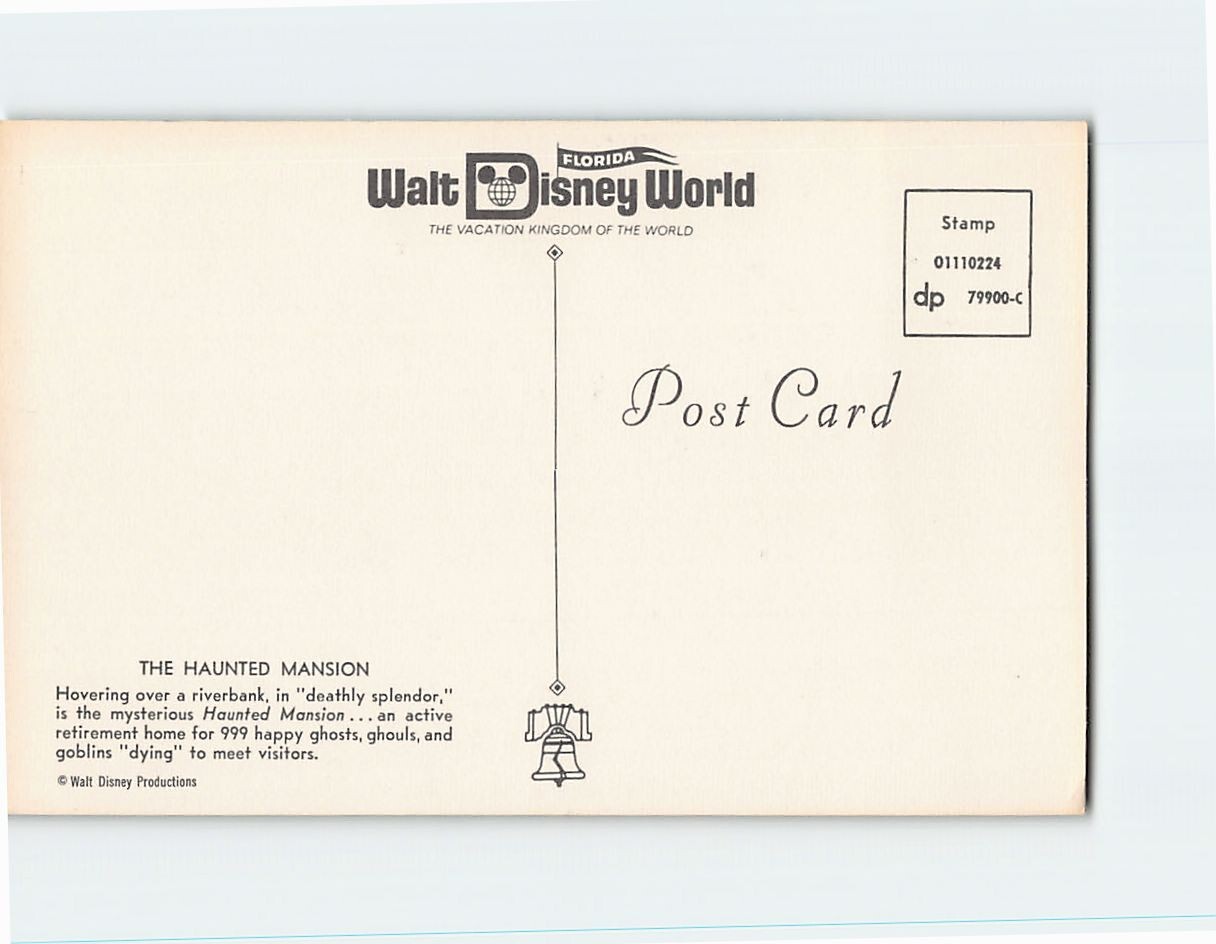 FLORIDA
Walt Disney World
THE VACATION KINGDOM OF THE WORLD
Stamp
01110224
dp 79900-C
Post Card
THE HAUNTED MANSION
Hovering over a riverbank, in "deathly splendor,"
is the mysterious Haunted Mansion...an active
retirement home for 999 happy ghosts, ghouls, and
goblins "dying" to meet visitors.
© Walt Disney Productions